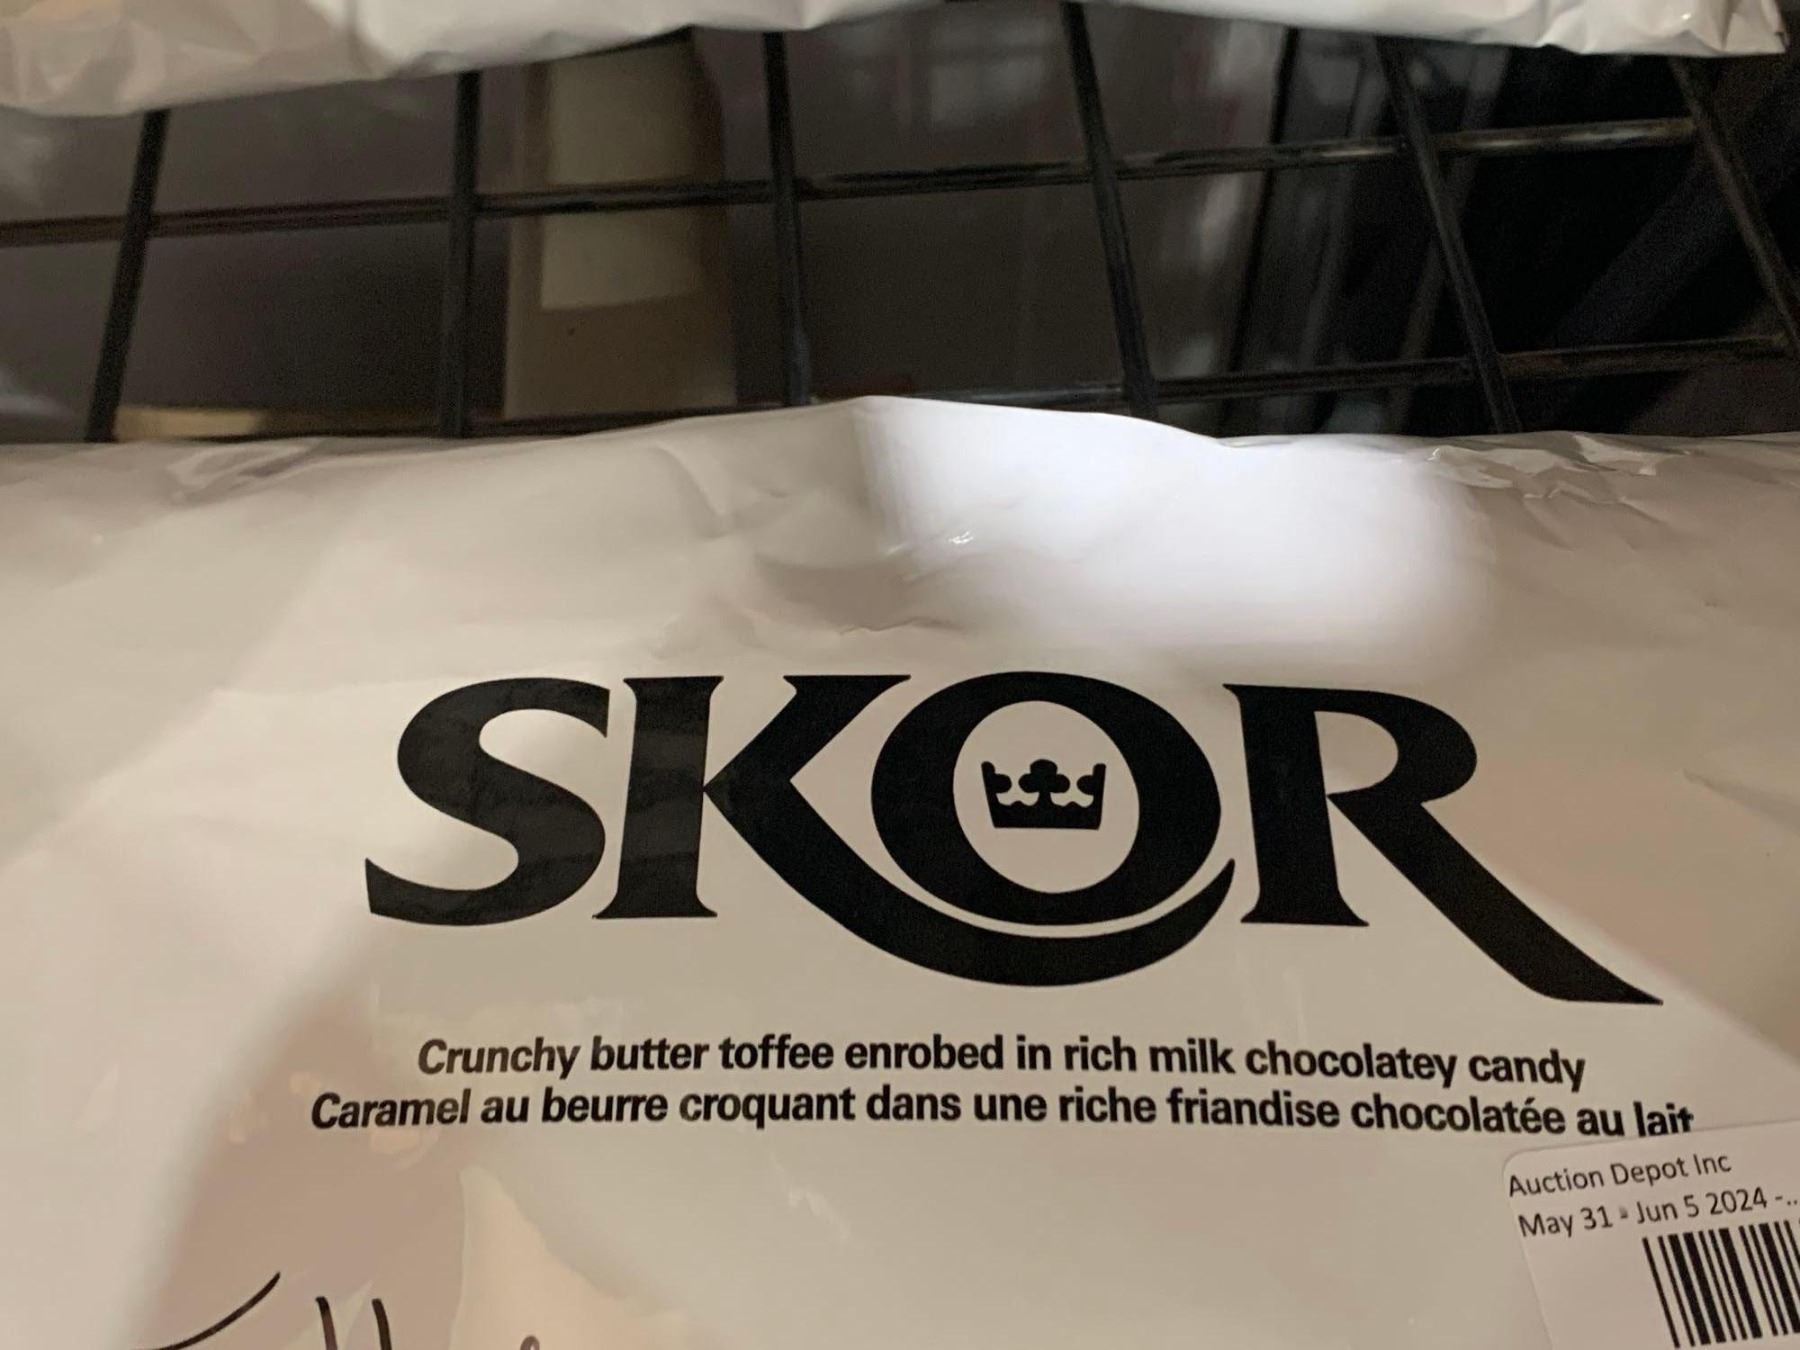 SKOR
Crunchy butter toffee enrobed in rich milk chocolatey candy
Caramel au beurre croquant dans une riche friandise chocolatée au lait
Auction Depot Inc
May 31 - Jun 5 2024 -..